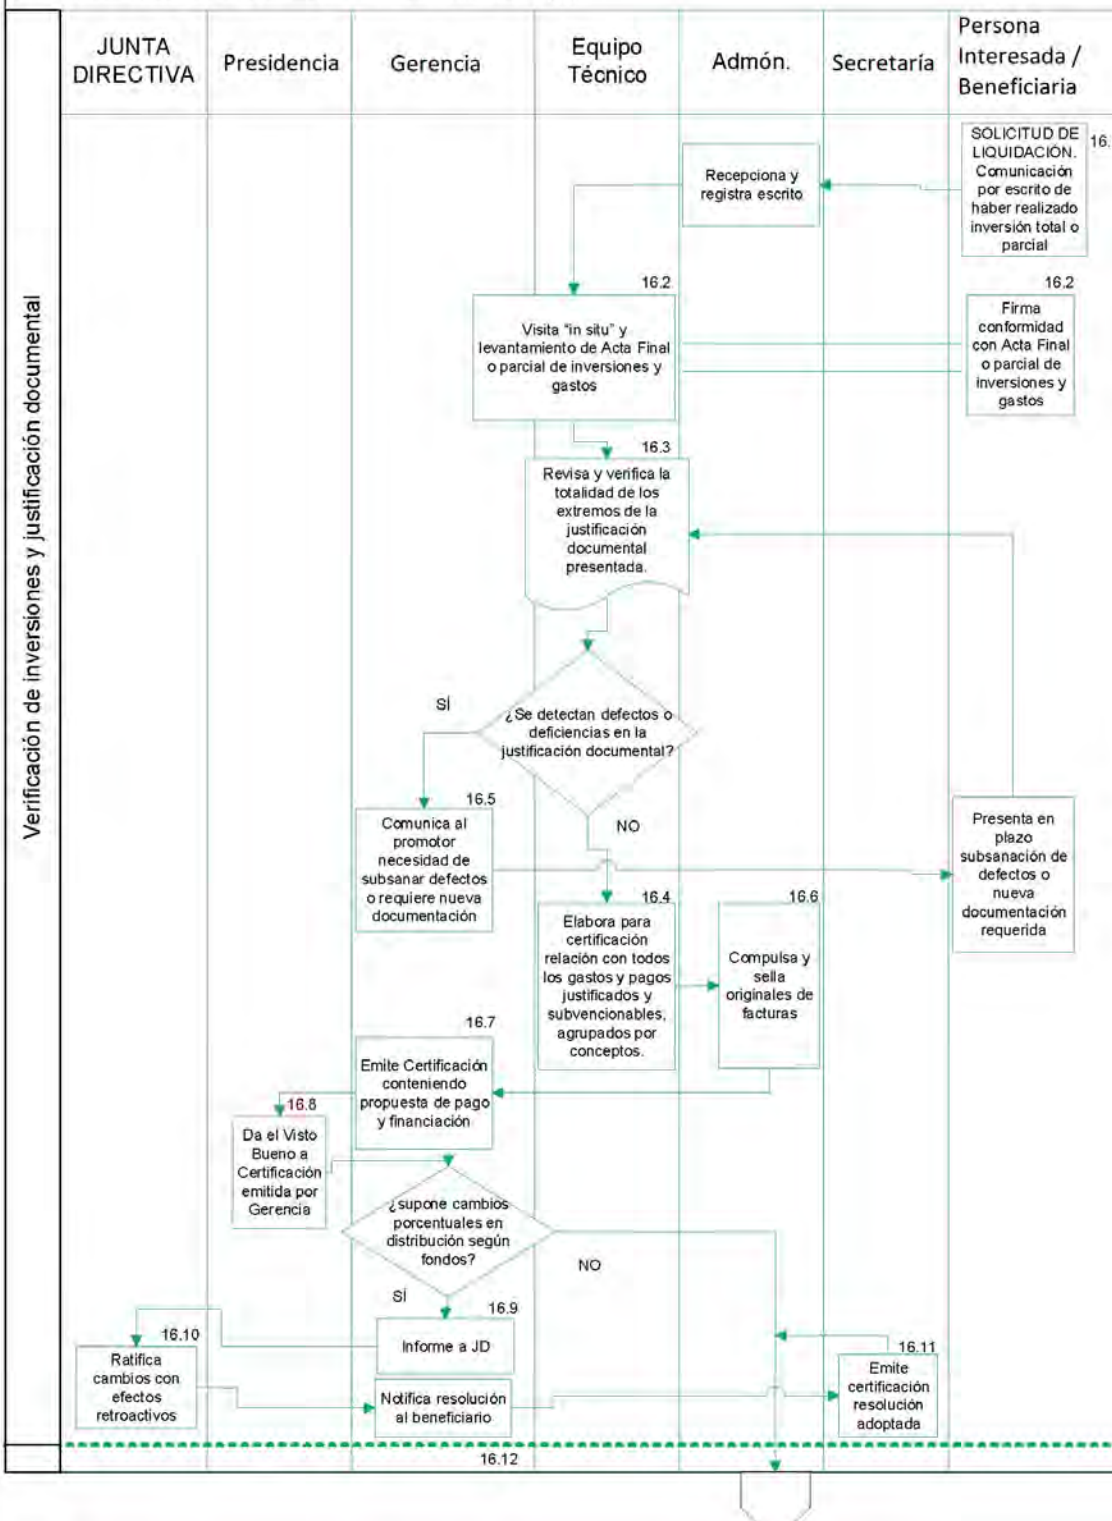 JUNTA
DIRECTIVA
Presidencia
Gerencia
Equipo
Técnico
Admón.
Secretaría
Persona
Interesada /
Beneficiaria
Verificación de inversiones y justificación documental
SOLICITUD DE
LIQUIDACIÓN.
Comunicación
por escrito de
haber realizado
inversión total o
parcial
16.
Recepciona y
registra escrito
16.2
Visita "in situ" y
levantamiento de Acta Final
o parcial de inversiones y
gastos
16.2
Firma
conformidad
con Acta Final
o parcial de
inversiones y
gastos
16.3
Revisa y verifica la
totalidad de los
extremos de la
justificación
documental
presentada.
¿Se detectan defectos o
deficiencias en la
justificación documental?
SÍ
NO
16.5
Comunica al
promotor
necesidad de
subsanar defectos
o requiere nueva
documentación
Presenta en
plazo
subsanación de
defectos o
nueva
documentación
requerida
16.4
Elabora para
certificación
relación con todos
los gastos y pagos
justificados y
subvencionables,
agrupados por
conceptos.
16.6
Compulsa y
sella
originales de
facturas
16.7
Emite Certificación
conteniendo
propuesta de pago
y financiación
16.8
Da el Visto
Bueno a
Certificación
emitida por
Gerencia
¿supone cambios
porcentuales en
distribución según
fondos?
NO
SÍ
16.9
Informe a JD
16.10
Ratifica
cambios con
efectos
retroactivos
Notifica resolución
al beneficiario
16.11
Emite
certificación
resolución
adoptada
16.12